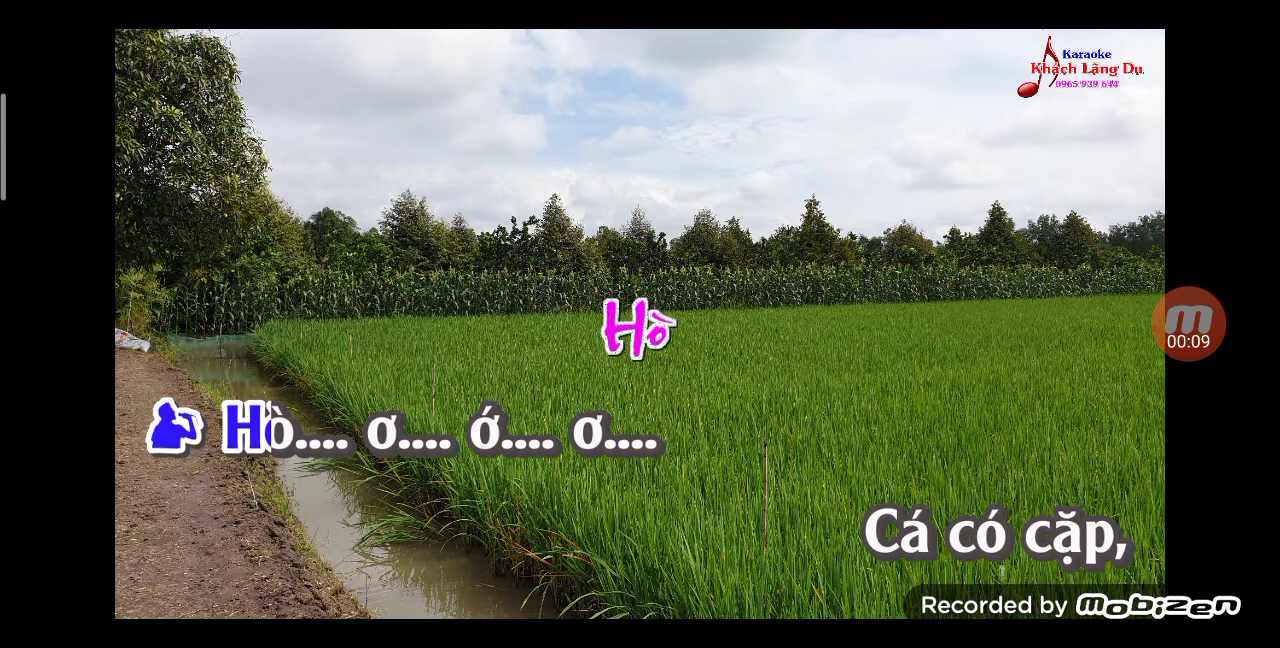 Karaoke
Khách Lãng Du
0965 939 644
Hò
00:09
Hò.... ơ.... ớ.... ơ....
Cá có cặp,
Recorded by mobizen